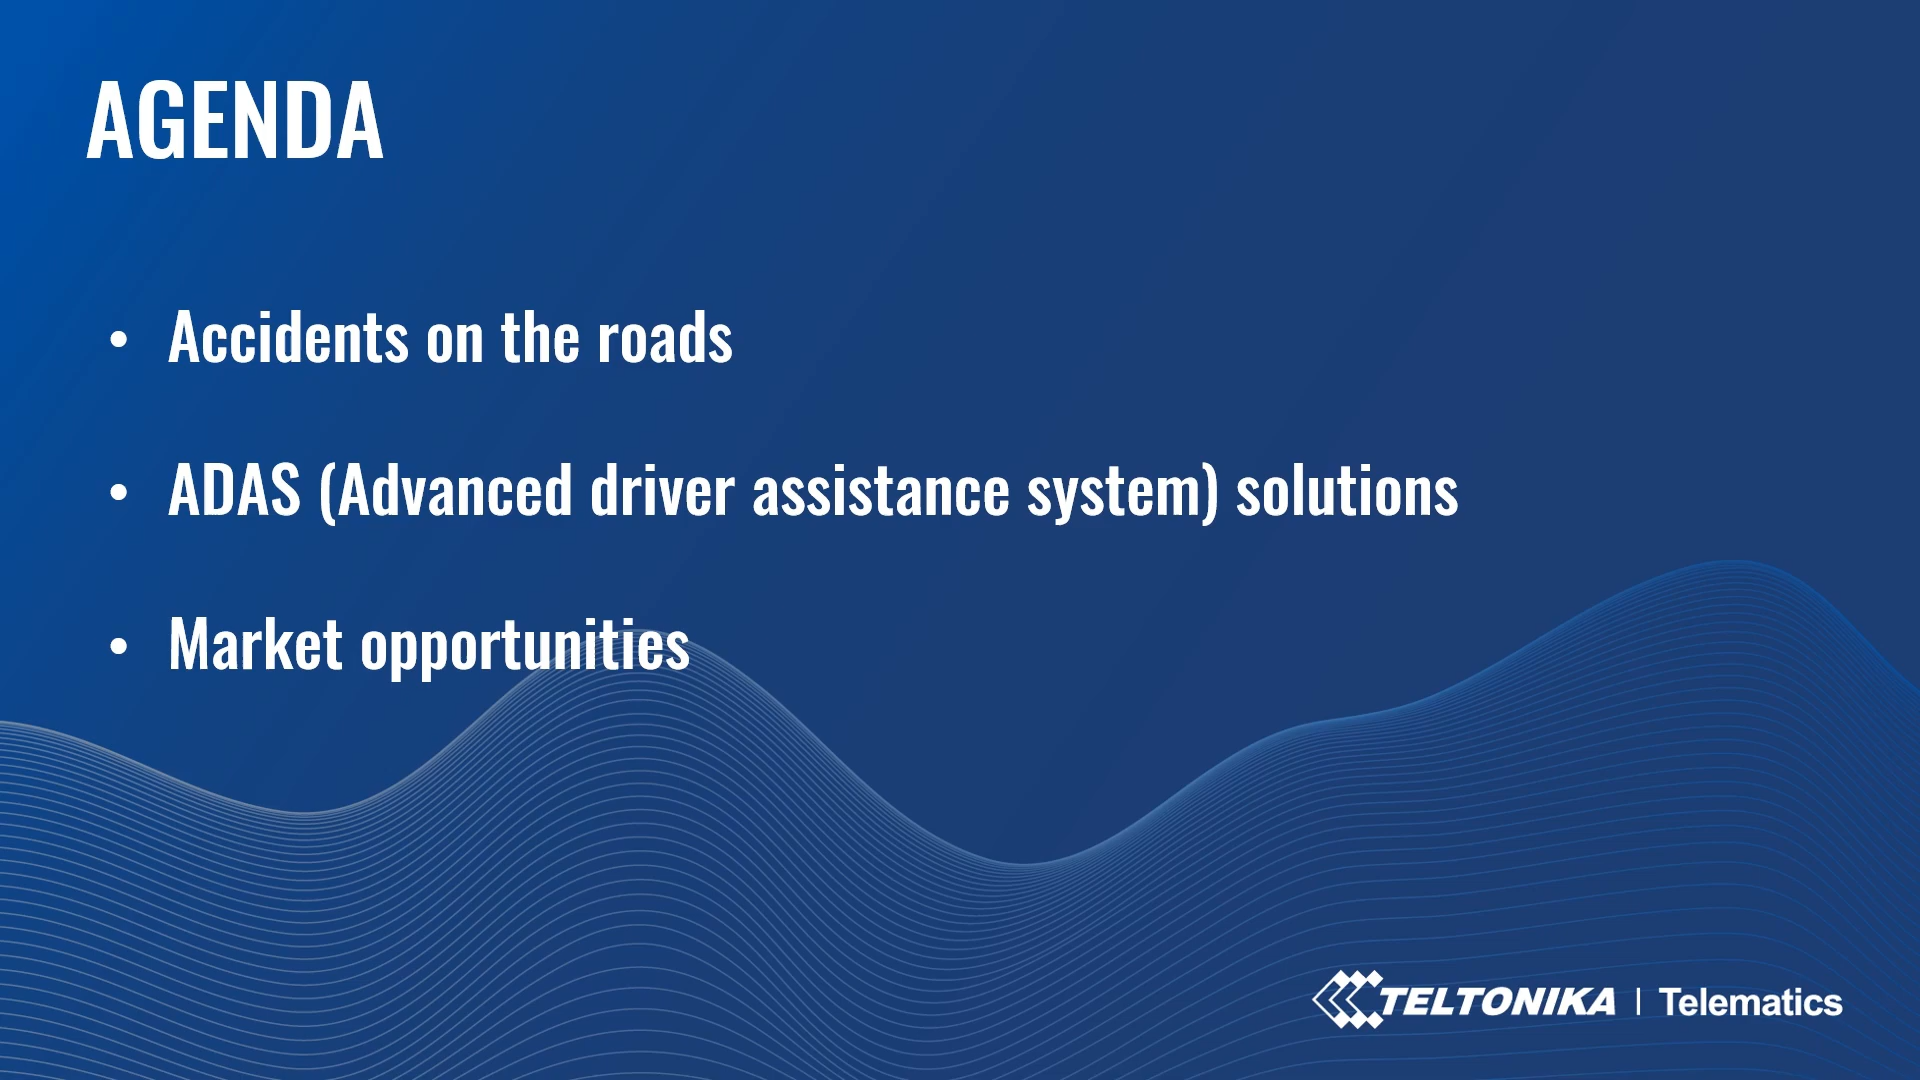 AGENDA
• Accidents on the roads
• ADAS (Advanced driver assistance system) solutions
• Market opportunities
TELTONIKA | Telematics